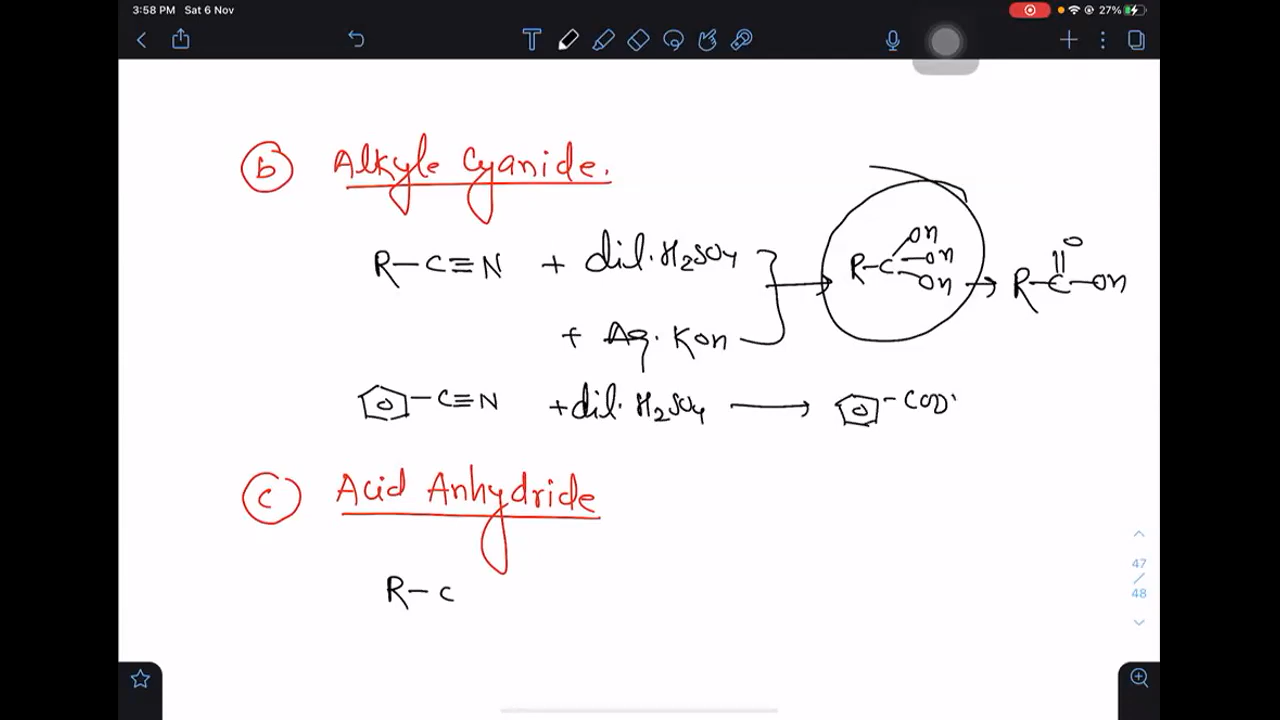 3:58 PM Sat 6 Nov 27%
b Alkyle Cyanide.
R-C≡N + dil. H2SO4 → R-C-OH OH OH → R-C-OH O
+ Aq. KOH
-C≡N + dil. H2SO4 → -COO
c Acid Anhydride
R-C
47
/
48